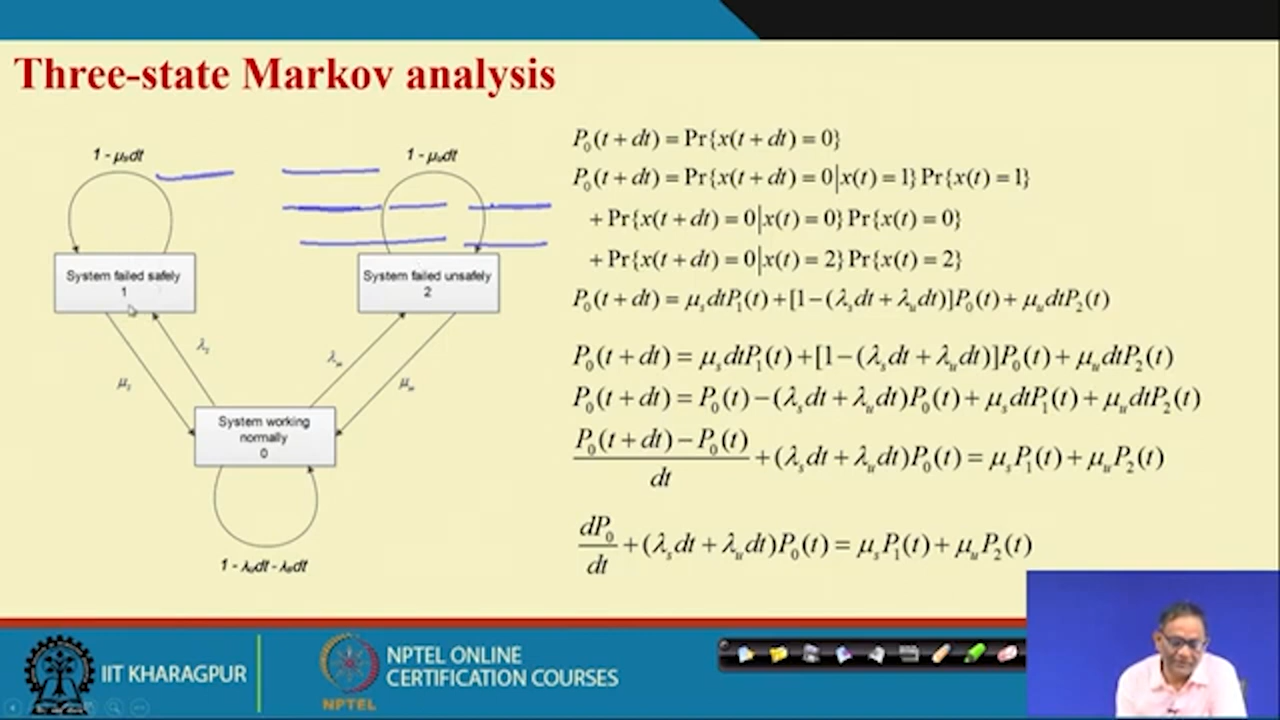 Three-state Markov analysis
1 - μsdt
1 - μudt
System failed safely
1
System failed unsafely
2
λs
λu
μs
μu
System working
normally
0
1 - λsdt - λudt
P0(t + dt) = Pr{x(t + dt) = 0}
P0(t + dt) = Pr{x(t + dt) = 0|x(t) = 1} Pr{x(t) = 1}
+ Pr{x(t + dt) = 0|x(t) = 0} Pr{x(t) = 0}
+ Pr{x(t + dt) = 0|x(t) = 2} Pr{x(t) = 2}
P0(t + dt) = μsdtP1(t) + [1 − (λsdt + λudt)]P0(t) + μudtP2(t)
P0(t + dt) = μsdtP1(t) + [1 − (λsdt + λudt)]P0(t) + μudtP2(t)
P0(t + dt) = P0(t) − (λsdt + λudt)P0(t) + μsdtP1(t) + μudtP2(t)
P0(t + dt) − P0(t)
dt
+ (λsdt + λudt)P0(t) = μsP1(t) + μuP2(t)
dP0
dt
+ (λsdt + λudt)P0(t) = μsP1(t) + μuP2(t)
IIT KHARAGPUR
NPTEL
NPTEL ONLINE
CERTIFICATION COURSES